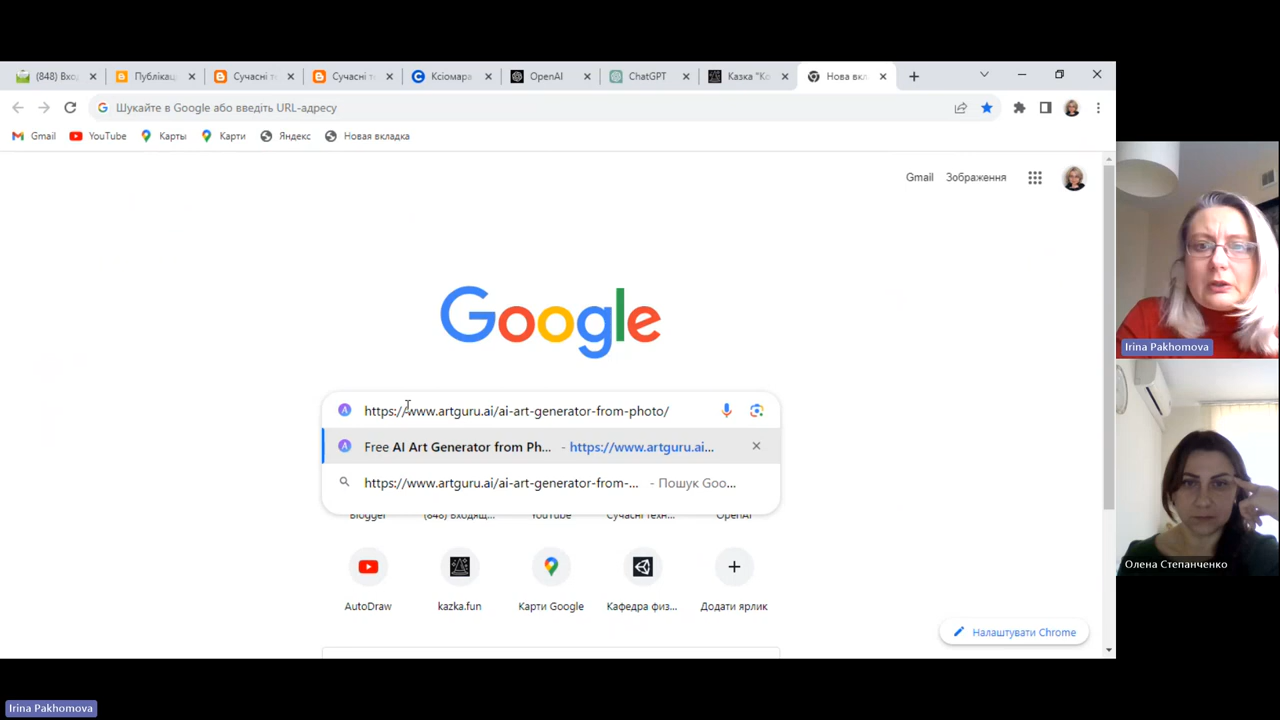 (848) Вхо
Публікац
Сучасні т
Сучасні т
Ксіомара
OpenAI
ChatGPT
Казка "Ко
Нова вкл
Шукайте в Google або введіть URL-адресу
Gmail
YouTube
Карты
Карти
Яндекс
Новая вкладка
Gmail
Зображення
Google
https://www.artguru.ai/ai-art-generator-from-photo/
Free AI Art Generator from Ph... - https://www.artguru.ai...
https://www.artguru.ai/ai-art-generator-from-... - Пошук Goo...
Blogger
(848) Входящ...
YouTube
Сучасні техн...
OpenAI
AutoDraw
kazka.fun
Карти Google
Кафедра физ...
Додати ярлик
Налаштувати Chrome
Irina Pakhomova
Олена Степанченко
Irina Pakhomova